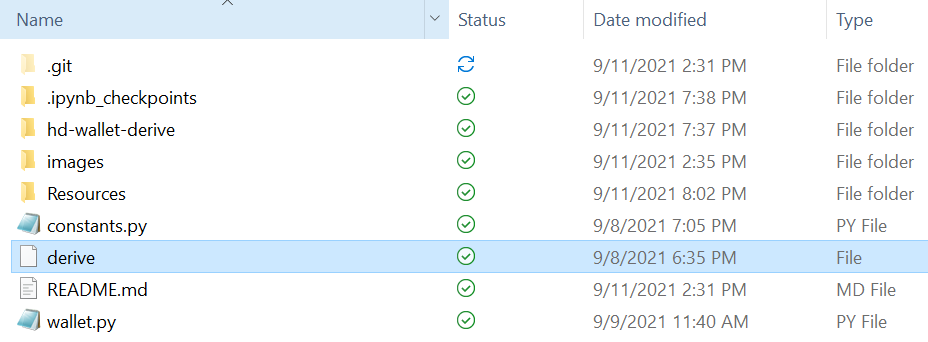 Name Status Date modified Type
.git 9/11/2021 2:31 PM File folder
.ipynb_checkpoints 9/11/2021 7:38 PM File folder
hd-wallet-derive 9/11/2021 7:37 PM File folder
images 9/11/2021 2:35 PM File folder
Resources 9/11/2021 8:02 PM File folder
constants.py 9/8/2021 7:05 PM PY File
derive 9/8/2021 6:35 PM File
README.md 9/11/2021 2:31 PM MD File
wallet.py 9/9/2021 11:40 AM PY File